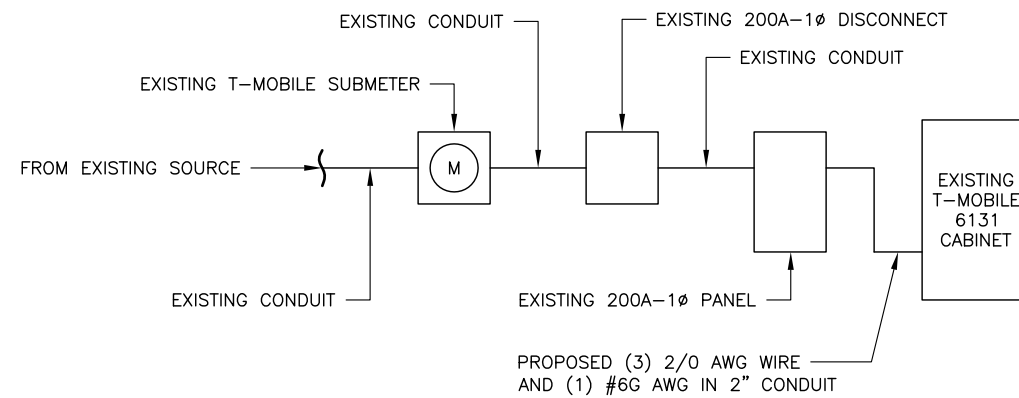 EXISTING CONDUIT
EXISTING 200A-1ø DISCONNECT
EXISTING CONDUIT
EXISTING T-MOBILE SUBMETER
FROM EXISTING SOURCE
M
EXISTING
T-MOBILE
6131
CABINET
EXISTING CONDUIT
EXISTING 200A-1ø PANEL
PROPOSED (3) 2/0 AWG WIRE
AND (1) #6G AWG IN 2" CONDUIT